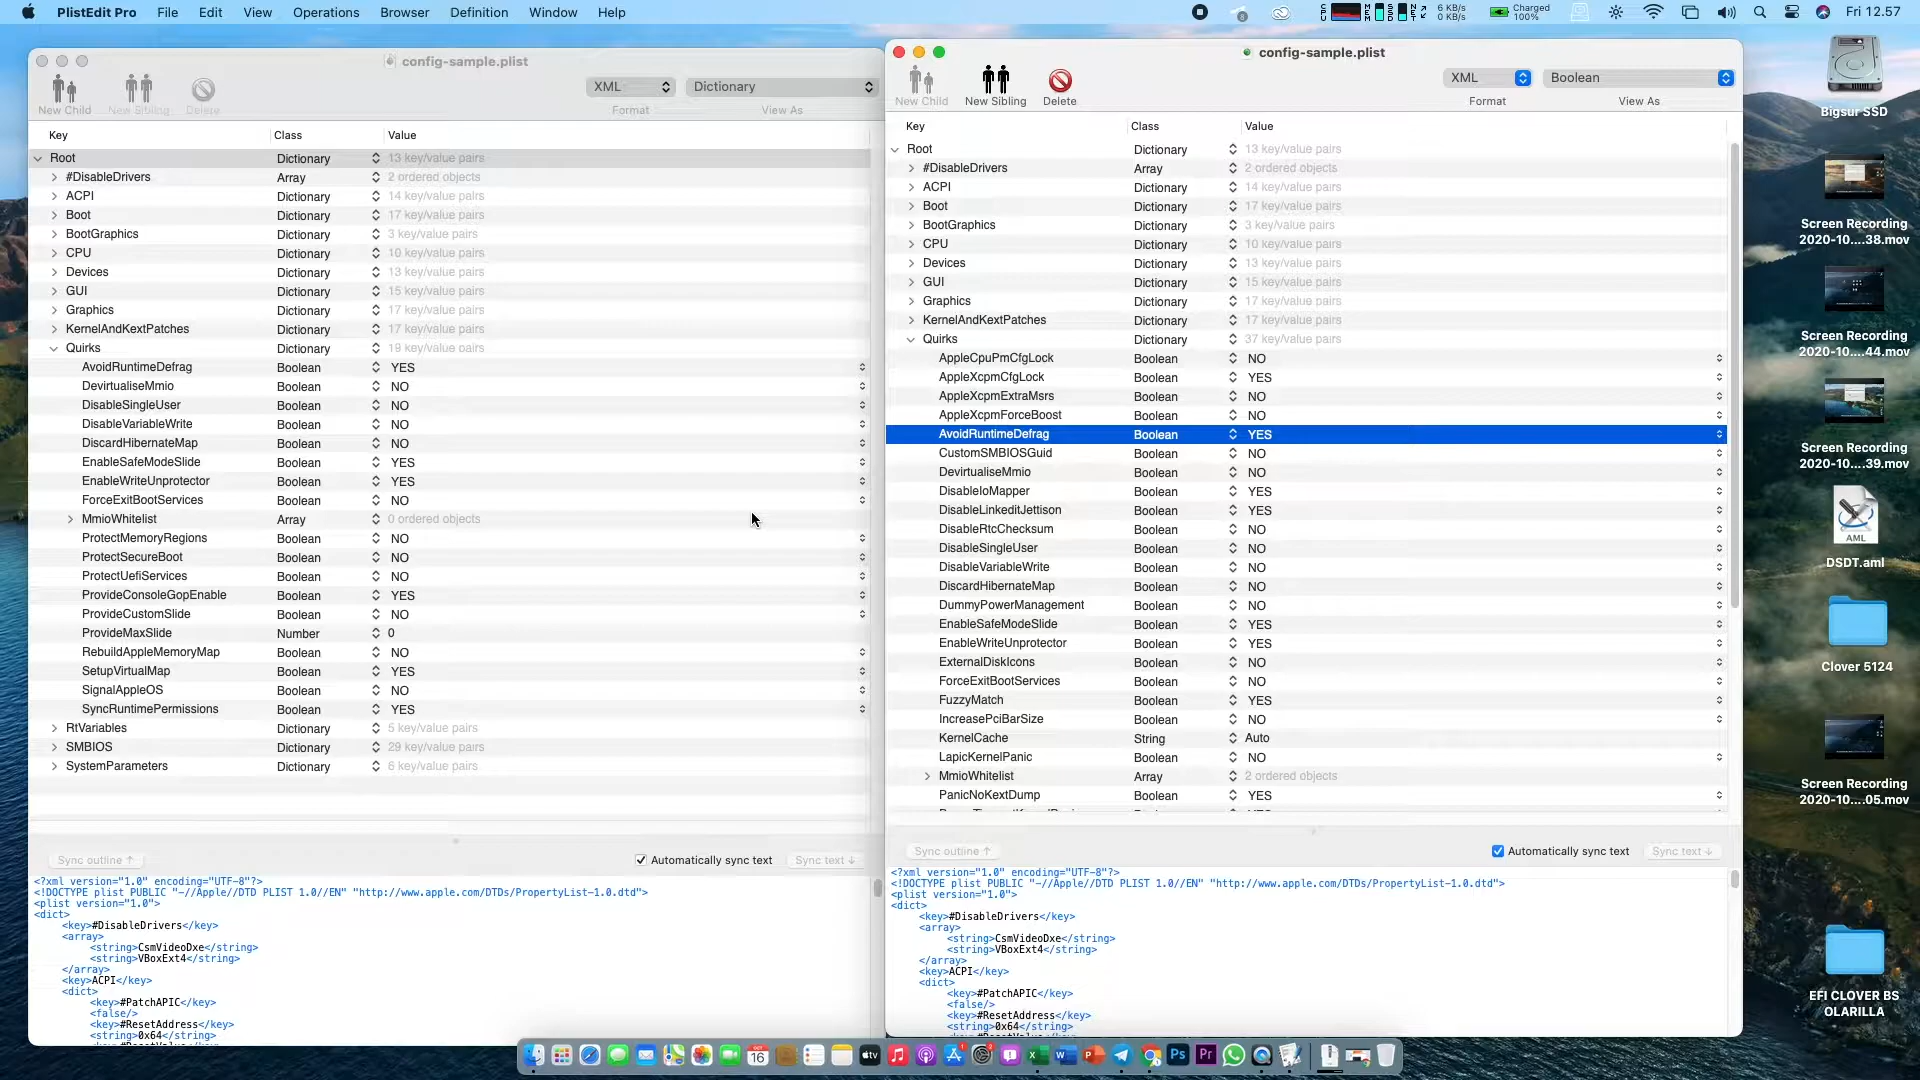 PlistEdit Pro File Edit View Operations Browser Definition Window Help
6 KB/s
0 KB/s
Charged
100%
Fri 12.57
config-sample.plist
New Child New Sibling Delete
XML Dictionary
Format View As
Key Class Value
Root Dictionary 13 key/value pairs
#DisableDrivers Array 2 ordered objects
ACPI Dictionary 14 key/value pairs
Boot Dictionary 17 key/value pairs
BootGraphics Dictionary 3 key/value pairs
CPU Dictionary 10 key/value pairs
Devices Dictionary 13 key/value pairs
GUI Dictionary 15 key/value pairs
Graphics Dictionary 17 key/value pairs
KernelAndKextPatches Dictionary 17 key/value pairs
Quirks Dictionary 19 key/value pairs
AvoidRuntimeDefrag Boolean YES
DevirtualiseMmio Boolean NO
DisableSingleUser Boolean NO
DisableVariableWrite Boolean NO
DiscardHibernateMap Boolean NO
EnableSafeModeSlide Boolean YES
EnableWriteUnprotector Boolean YES
ForceExitBootServices Boolean NO
MmioWhitelist Array 0 ordered objects
ProtectMemoryRegions Boolean NO
ProtectSecureBoot Boolean NO
ProtectUefiServices Boolean NO
ProvideConsoleGopEnable Boolean YES
ProvideCustomSlide Boolean NO
ProvideMaxSlide Number 0
RebuildAppleMemoryMap Boolean NO
SetupVirtualMap Boolean YES
SignalAppleOS Boolean NO
SyncRuntimePermissions Boolean YES
RtVariables Dictionary 5 key/value pairs
SMBIOS Dictionary 29 key/value pairs
SystemParameters Dictionary 6 key/value pairs
Sync outline ↑ Automatically sync text Sync text ↓
<?xml version="1.0" encoding="UTF-8"?>
<!DOCTYPE plist PUBLIC "-//Apple//DTD PLIST 1.0//EN" "http://www.apple.com/DTDs/PropertyList-1.0.dtd">
<plist version="1.0">
<dict>
<key>#DisableDrivers</key>
<array>
<string>CsmVideoDxe</string>
<string>VBoxExt4</string>
</array>
<key>ACPI</key>
<dict>
<key>#PatchAPIC</key>
<false/>
<key>#ResetAddress</key>
<string>0x64</string>
config-sample.plist
New Child New Sibling Delete
XML Boolean
Format View As
Key Class Value
Root Dictionary 13 key/value pairs
#DisableDrivers Array 2 ordered objects
ACPI Dictionary 14 key/value pairs
Boot Dictionary 17 key/value pairs
BootGraphics Dictionary 3 key/value pairs
CPU Dictionary 10 key/value pairs
Devices Dictionary 13 key/value pairs
GUI Dictionary 15 key/value pairs
Graphics Dictionary 17 key/value pairs
KernelAndKextPatches Dictionary 17 key/value pairs
Quirks Dictionary 37 key/value pairs
AppleCpuPmCfgLock Boolean NO
AppleXcpmCfgLock Boolean YES
AppleXcpmExtraMsrs Boolean NO
AppleXcpmForceBoost Boolean NO
AvoidRuntimeDefrag Boolean YES
CustomSMBIOSGuid Boolean NO
DevirtualiseMmio Boolean NO
DisableIoMapper Boolean YES
DisableLinkeditJettison Boolean YES
DisableRtcChecksum Boolean NO
DisableSingleUser Boolean NO
DisableVariableWrite Boolean NO
DiscardHibernateMap Boolean NO
DummyPowerManagement Boolean NO
EnableSafeModeSlide Boolean YES
EnableWriteUnprotector Boolean YES
ExternalDiskIcons Boolean NO
ForceExitBootServices Boolean NO
FuzzyMatch Boolean YES
IncreasePciBarSize Boolean NO
KernelCache String Auto
LapicKernelPanic Boolean NO
MmioWhitelist Array 2 ordered objects
PanicNoKextDump Boolean YES
Sync outline ↑ Automatically sync text Sync text ↓
<?xml version="1.0" encoding="UTF-8"?>
<!DOCTYPE plist PUBLIC "-//Apple//DTD PLIST 1.0//EN" "http://www.apple.com/DTDs/PropertyList-1.0.dtd">
<plist version="1.0">
<dict>
<key>#DisableDrivers</key>
<array>
<string>CsmVideoDxe</string>
<string>VBoxExt4</string>
</array>
<key>ACPI</key>
<dict>
<key>#PatchAPIC</key>
<false/>
<key>#ResetAddress</key>
<string>0x64</string>
Bigsur SSD
Screen Recording
2020-10....38.mov
Screen Recording
2020-10....44.mov
Screen Recording
2020-10....39.mov
AML
DSDT.aml
Clover 5124
Screen Recording
2020-10....05.mov
EFI CLOVER BS
OLARILLA